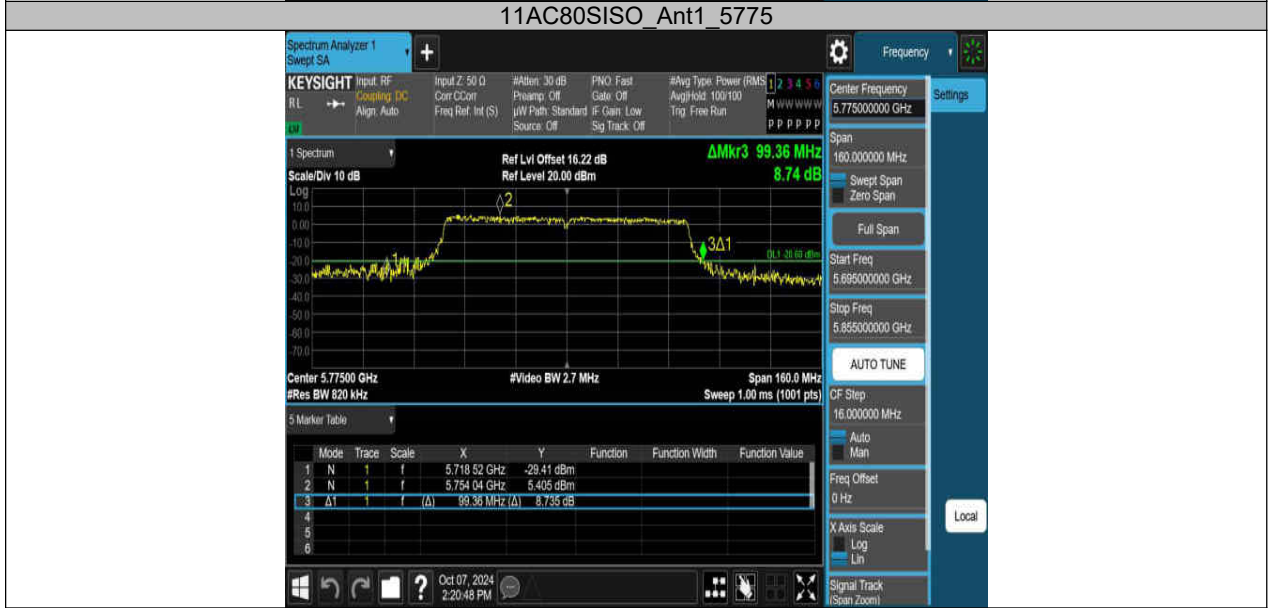 11AC80SISO_Ant1_5775
Spectrum Analyzer 1
Swept SA
+
Frequency
KEYSIGHT Input: RF
Coupling: DC
Align: Auto
RL
Input Z: 50 Ω
Corr CCorr
Freq Ref: Int (S)
#Atten: 30 dB
Preamp: Off
µW Path: Standard
Source: Off
PNO: Fast
Gate: Off
IF Gain: Low
Sig Track: Off
#Avg Type: Power (RMS
Avg|Hold: 100/100
Trig: Free Run
1 2 3 4 5 6
M W W W W W
P P P P P P
1 Spectrum
Scale/Div 10 dB
Ref Lvl Offset 16.22 dB
Ref Level 20.00 dBm
ΔMkr3 99.36 MHz
8.74 dB
Log
10.0
0.00
-10.0
-20.0
-30.0
-40.0
-50.0
-60.0
-70.0
2
1
3Δ1
DL1 -20.60 dBm
Center 5.77500 GHz
#Res BW 820 kHz
#Video BW 2.7 MHz
Span 160.0 MHz
Sweep 1.00 ms (1001 pts)
5 Marker Table
Mode Trace Scale X Y Function Function Width Function Value
1 N 1 f 5.718 52 GHz -29.41 dBm
2 N 1 f 5.754 04 GHz 5.405 dBm
3 Δ1 1 f (Δ) 99.36 MHz (Δ) 8.735 dB
4
5
6
?
Oct 07, 2024
2:20:48 PM
Center Frequency
5.775000000 GHz
Settings
Span
160.000000 MHz
Swept Span
Zero Span
Full Span
Start Freq
5.695000000 GHz
Stop Freq
5.855000000 GHz
AUTO TUNE
CF Step
16.000000 MHz
Auto
Man
Freq Offset
0 Hz
X Axis Scale
Log
Lin
Local
Signal Track
(Span Zoom)